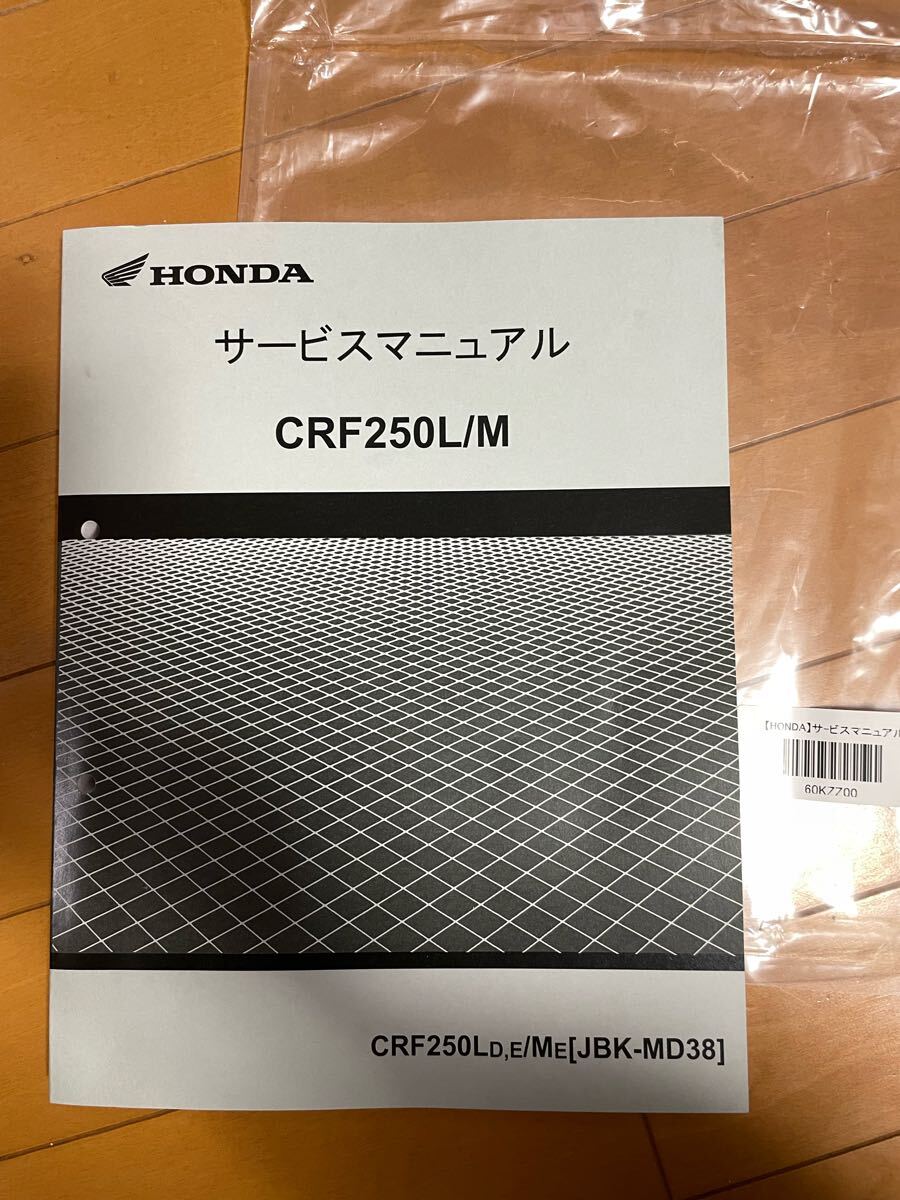 HONDA
サービスマニュアル
CRF250L/M
【HONDA】サービスマニュアル
60KZZ00
CRF250LD,E/ME[JBK-MD38]